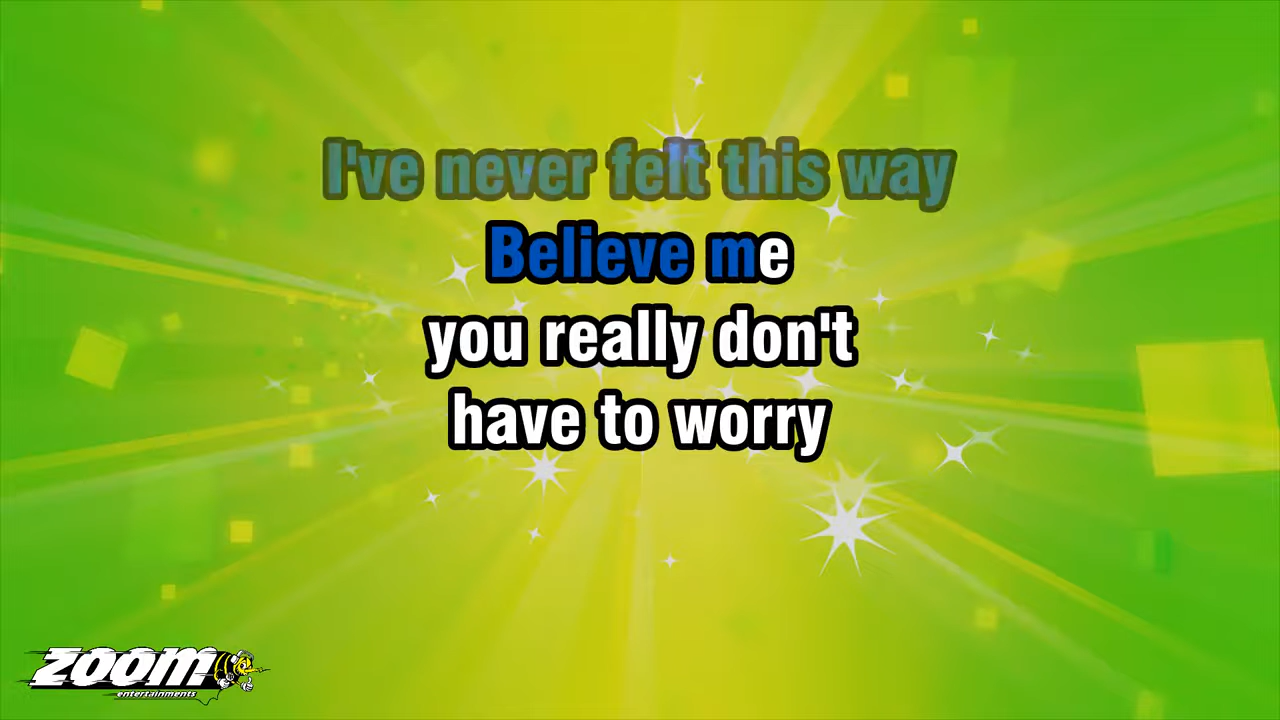 I've never felt this way
Believe me
you really don't
have to worry
zoom
entertainments